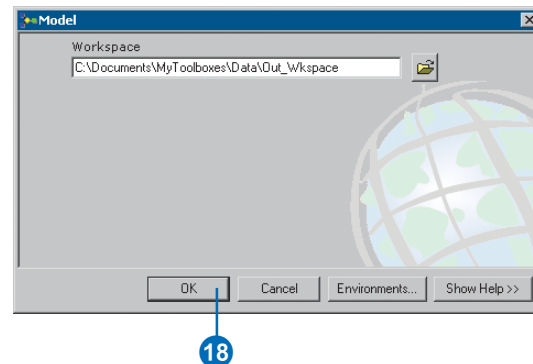 Model
Workspace
C:\Documents\MyToolboxes\Data\Out_Wkspace
OK Cancel Environments... Show Help >>
18